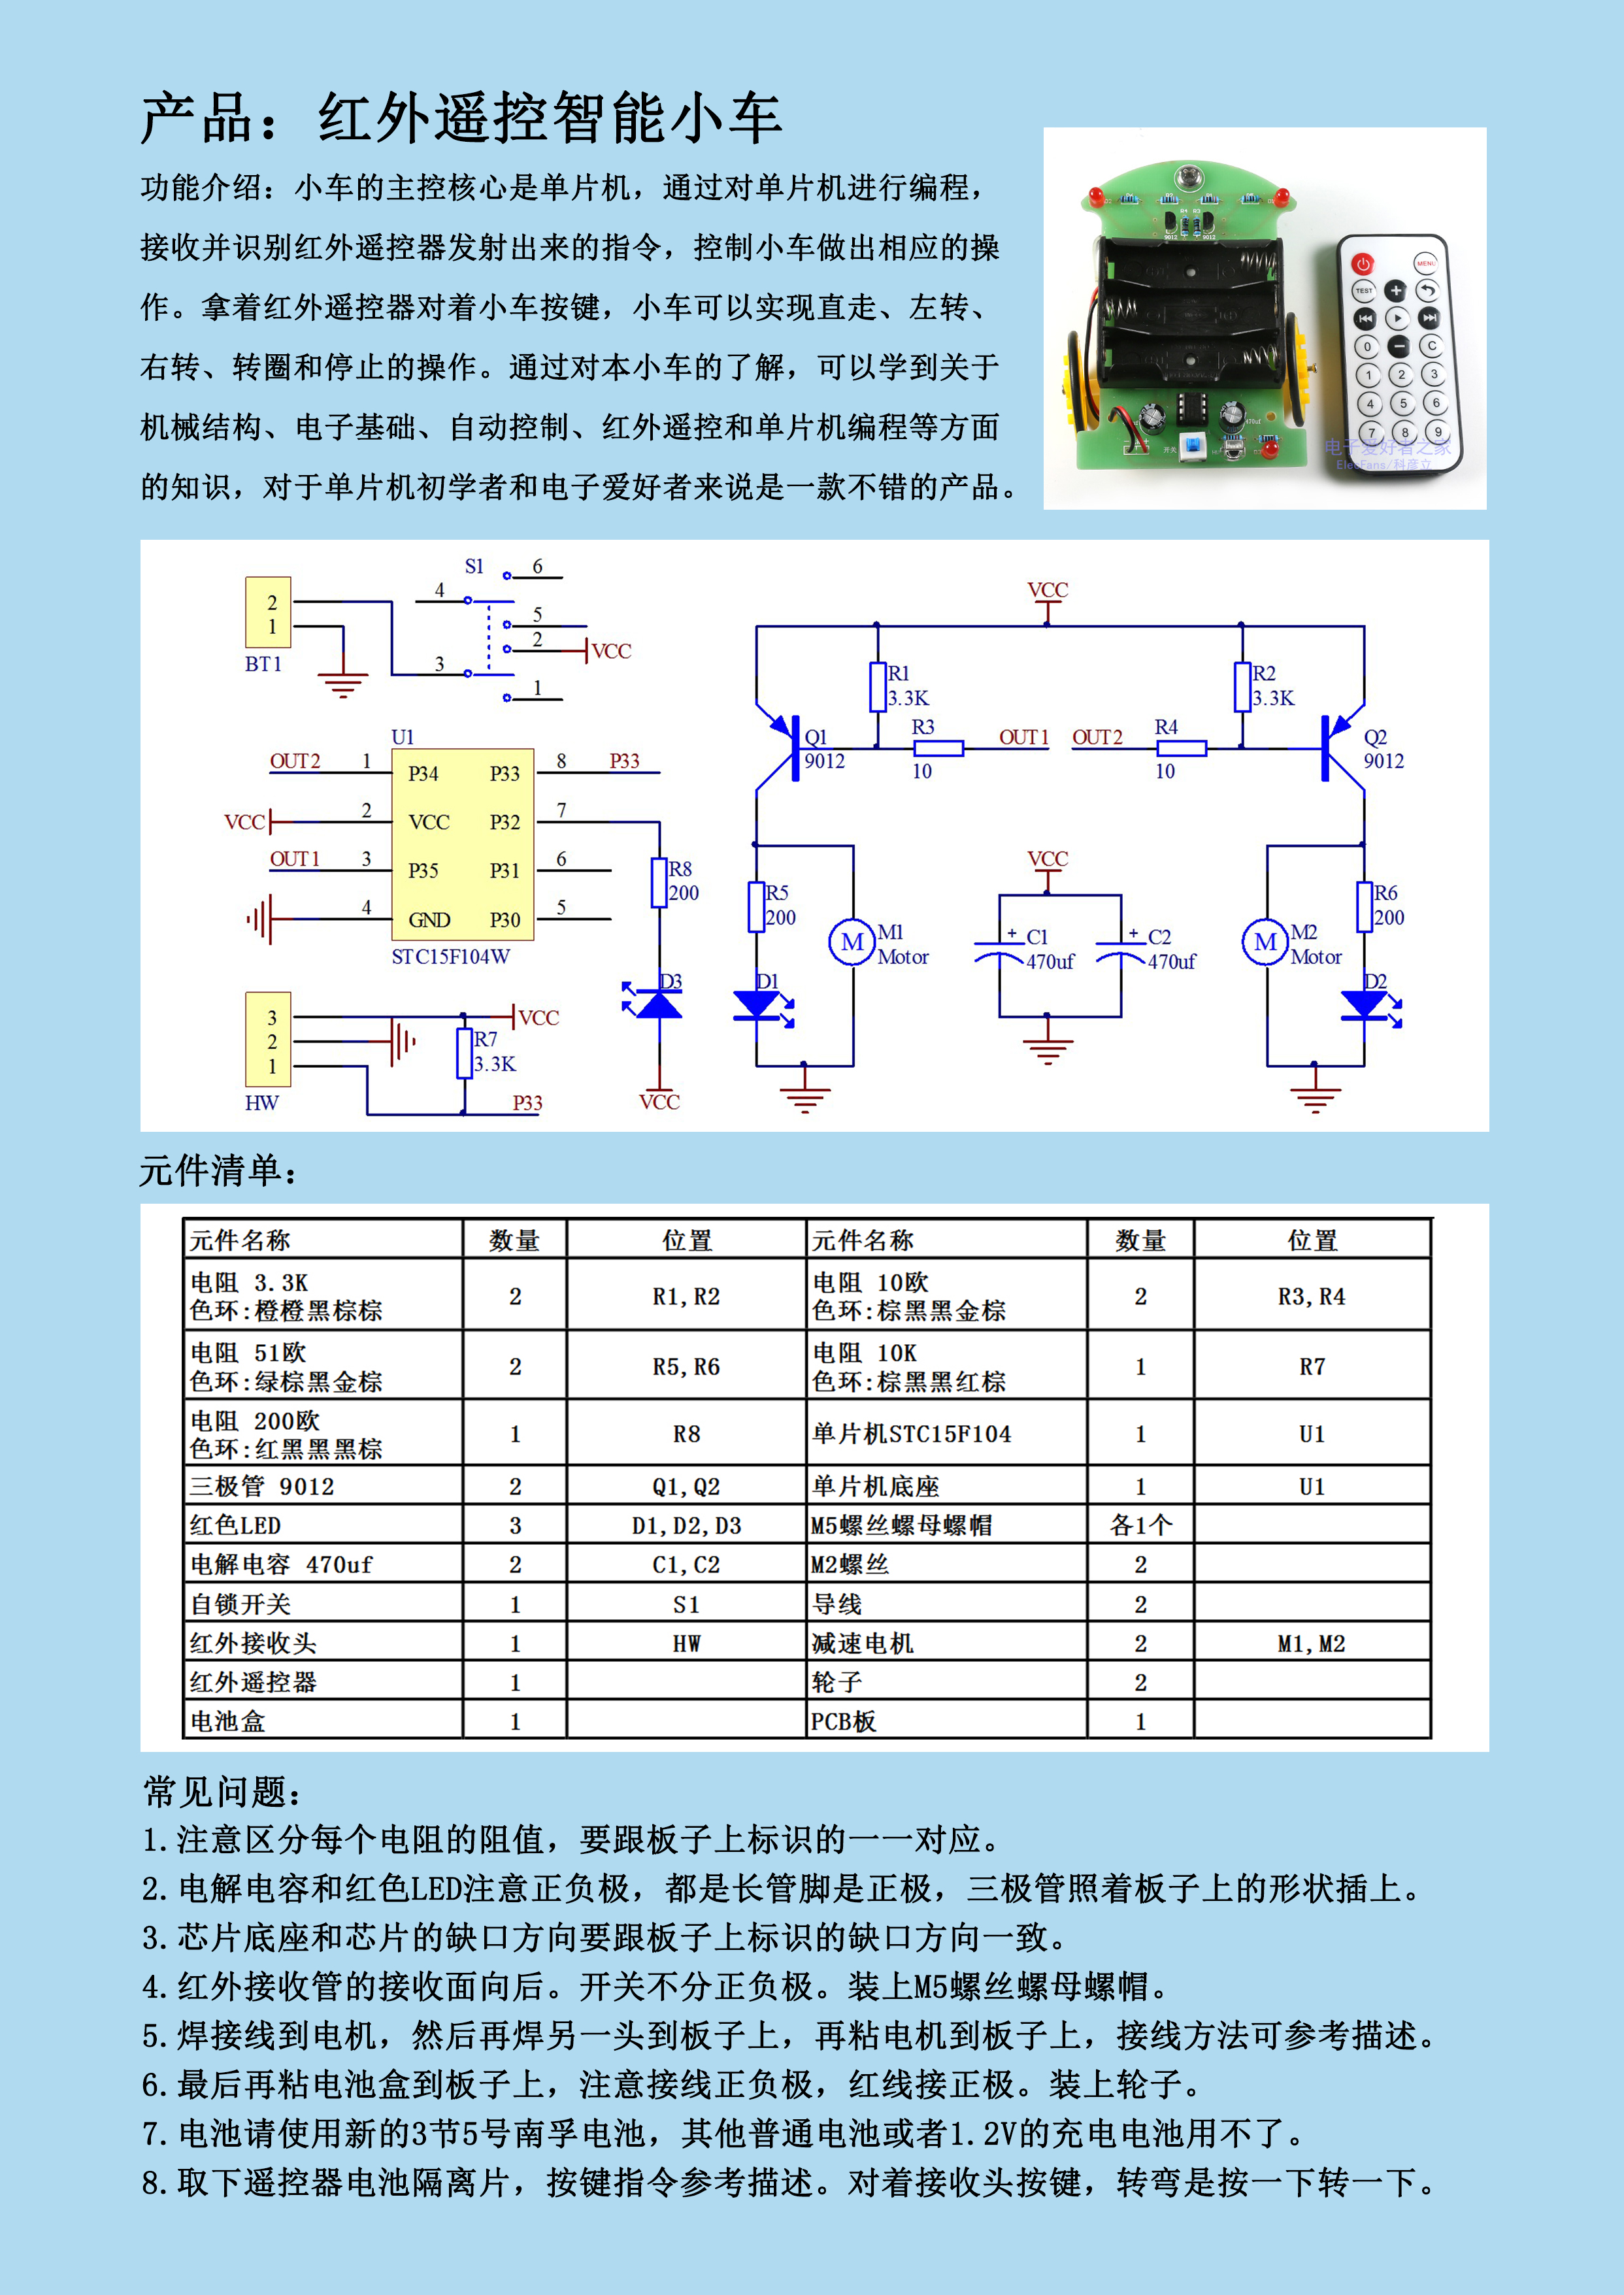 产品：红外遥控智能小车
功能介绍：小车的主控核心是单片机，通过对单片机进行编程，
接收并识别红外遥控器发射出来的指令，控制小车做出相应的操
作。拿着红外遥控器对着小车按键，小车可以实现直走、左转、
右转、转圈和停止的操作。通过对本小车的了解，可以学到关于
机械结构、电子基础、自动控制、红外遥控和单片机编程等方面
的知识，对于单片机初学者和电子爱好者来说是一款不错的产品。
MENU
TEST
0 C
1 2 3
4 5 6
7 8 9
R4 R3
9012 9012
470uf
开关
电子爱好者之家
ElecFans/科彦立
S1 6
4
5
2 VCC
3
1
2
1
BT1
U1
OUT2 1 P34 P33 8 P33
VCC 2 VCC P32 7
OUT1 3 P35 P31 6
4 GND P30 5
STC15F104W
R8
200
D3
VCC
3 VCC
2
1
HW
R7
3.3K
P33
VCC
R1
3.3K
R2
3.3K
Q1
9012
R3
10
OUT1 OUT2
R4
10
Q2
9012
R5
200
M M1
Motor
D1
VCC
+ C1
470uf
+ C2
470uf
M M2
Motor
R6
200
D2
元件清单：
元件名称 数量 位置 元件名称 数量 位置
电阻 3.3K 2 R1,R2 电阻 10欧 2 R3,R4
色环:橙橙黑棕棕 色环:棕黑黑金棕
电阻 51欧 2 R5,R6 电阻 10K 1 R7
色环:绿棕黑金棕 色环:棕黑黑红棕
电阻 200欧 1 R8 单片机STC15F104 1 U1
色环:红黑黑黑棕
三极管 9012 2 Q1,Q2 单片机底座 1 U1
红色LED 3 D1,D2,D3 M5螺丝螺母螺帽 各1个
电解电容 470uf 2 C1,C2 M2螺丝 2
自锁开关 1 S1 导线 2
红外接收头 1 HW 减速电机 2 M1,M2
红外遥控器 1 轮子 2
电池盒 1 PCB板 1
常见问题：
1.注意区分每个电阻的阻值，要跟板子上标识的一一对应。
2.电解电容和红色LED注意正负极，都是长管脚是正极，三极管照着板子上的形状插上。
3.芯片底座和芯片的缺口方向要跟板子上标识的缺口方向一致。
4.红外接收管的接收面向后。开关不分正负极。装上M5螺丝螺母螺帽。
5.焊接线到电机，然后再焊另一头到板子上，再粘电机到板子上，接线方法可参考描述。
6.最后再粘电池盒到板子上，注意接线正负极，红线接正极。装上轮子。
7.电池请使用新的3节5号南孚电池，其他普通电池或者1.2V的充电电池用不了。
8.取下遥控器电池隔离片，按键指令参考描述。对着接收头按键，转弯是按一下转一下。